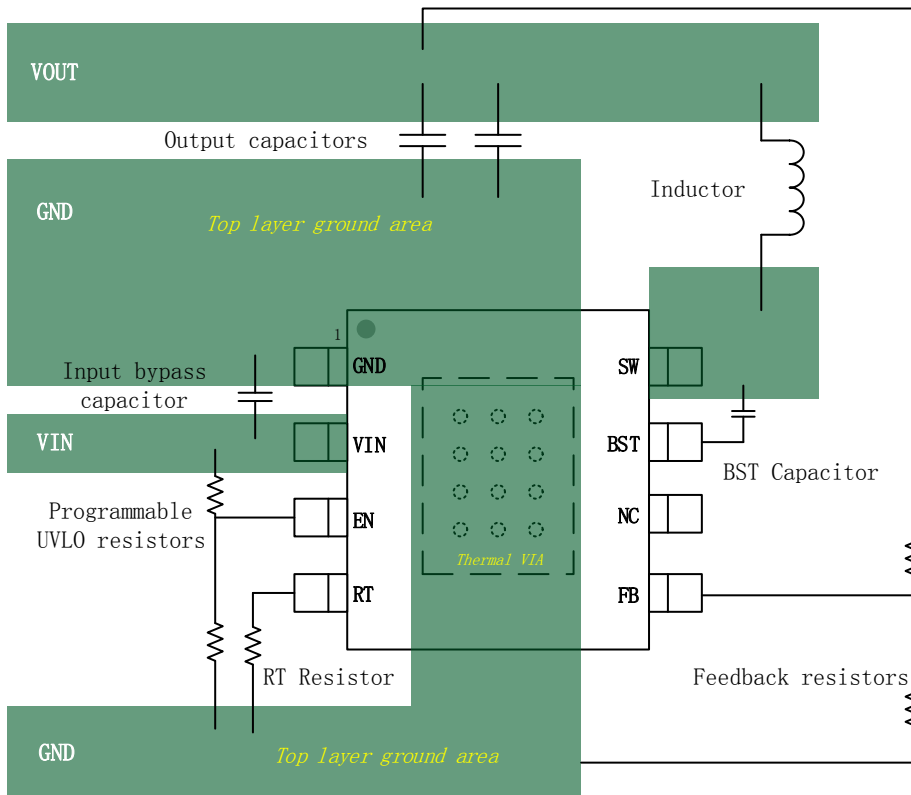 VOUT
Output capacitors
Inductor
GND
Top layer ground area
1
GND
SW
Input bypass
capacitor
VIN
VIN
BST
BST Capacitor
Programmable
UVLO resistors
EN
NC
Thermal VIA
RT
FB
RT Resistor
Feedback resistors
GND
Top layer ground area